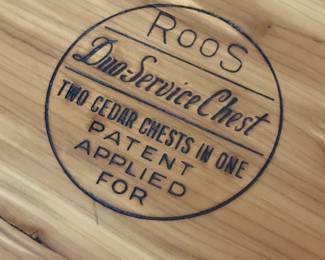 ROOS
Duo Service Chest
TWO CEDAR CHESTS IN ONE
PATENT
APPLIED
FOR